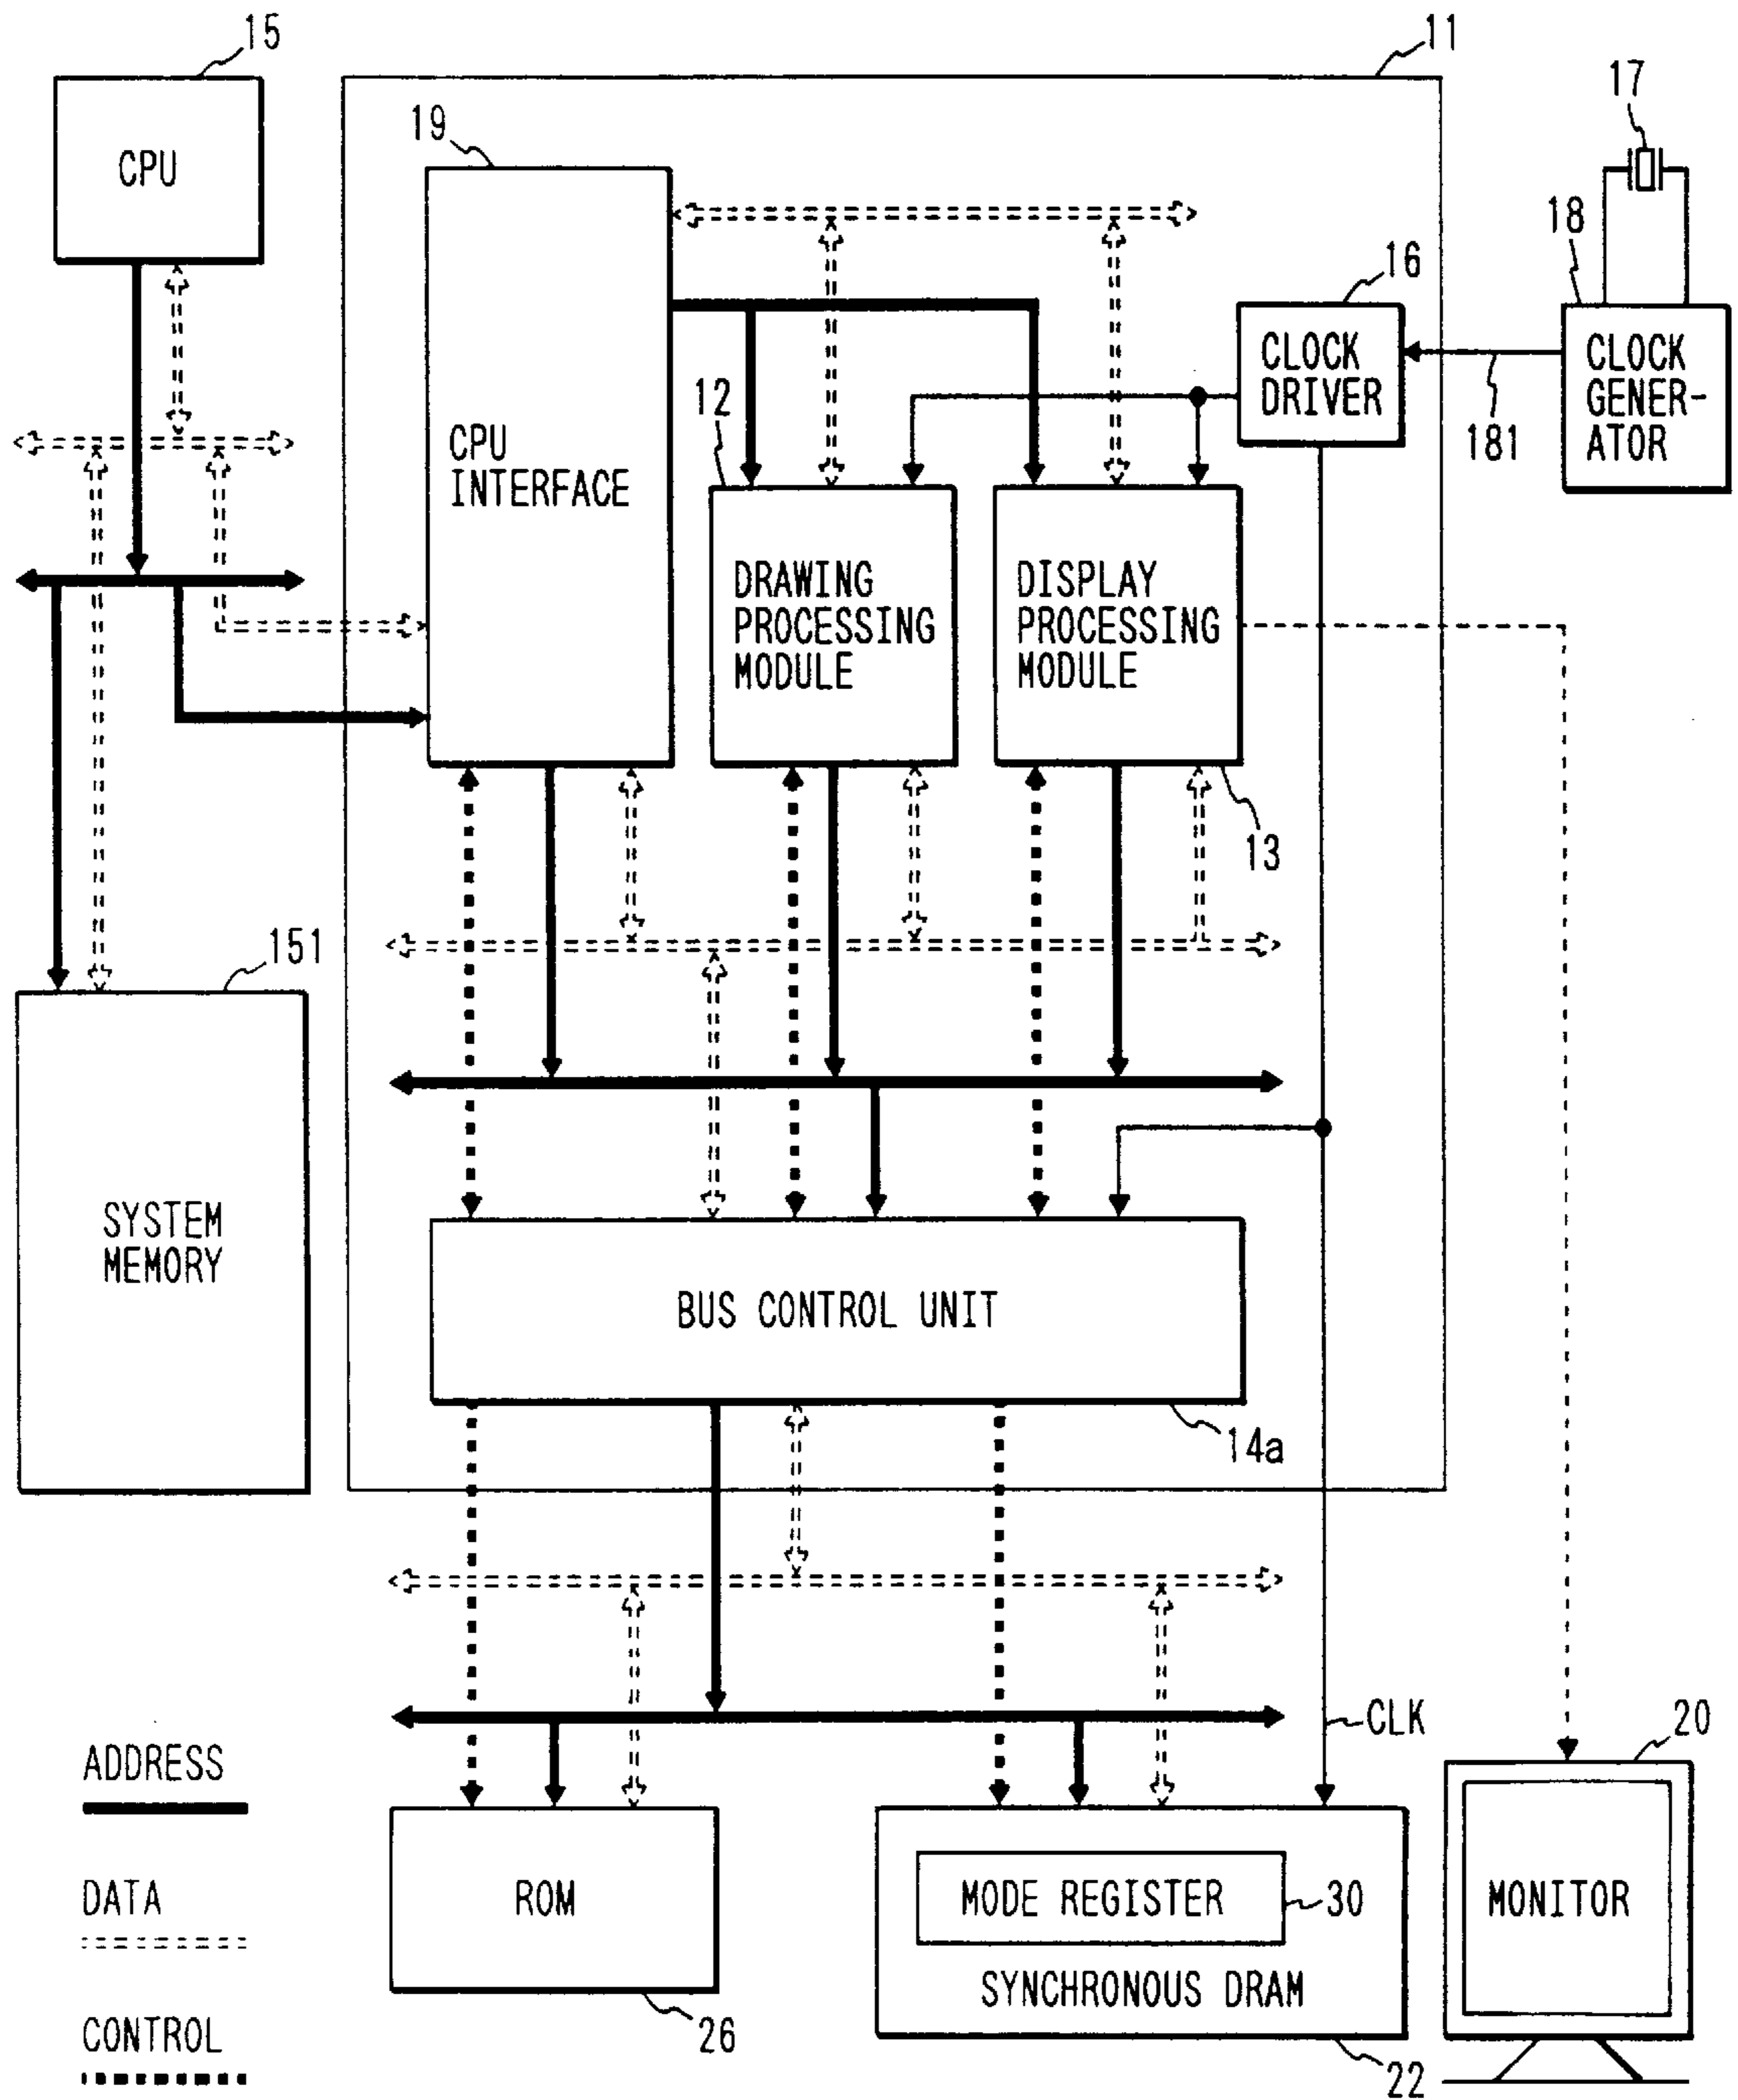 15
11
17
CPU
19
18
16
CLOCK
DRIVER
CLOCK
GENER-
ATOR
181
12
CPU
INTERFACE
DRAWING
PROCESSING
MODULE
DISPLAY
PROCESSING
MODULE
13
151
SYSTEM
MEMORY
BUS CONTROL UNIT
14a
CLK
20
ADDRESS
DATA
CONTROL
ROM
26
MODE REGISTER
30
SYNCHRONOUS DRAM
22
MONITOR